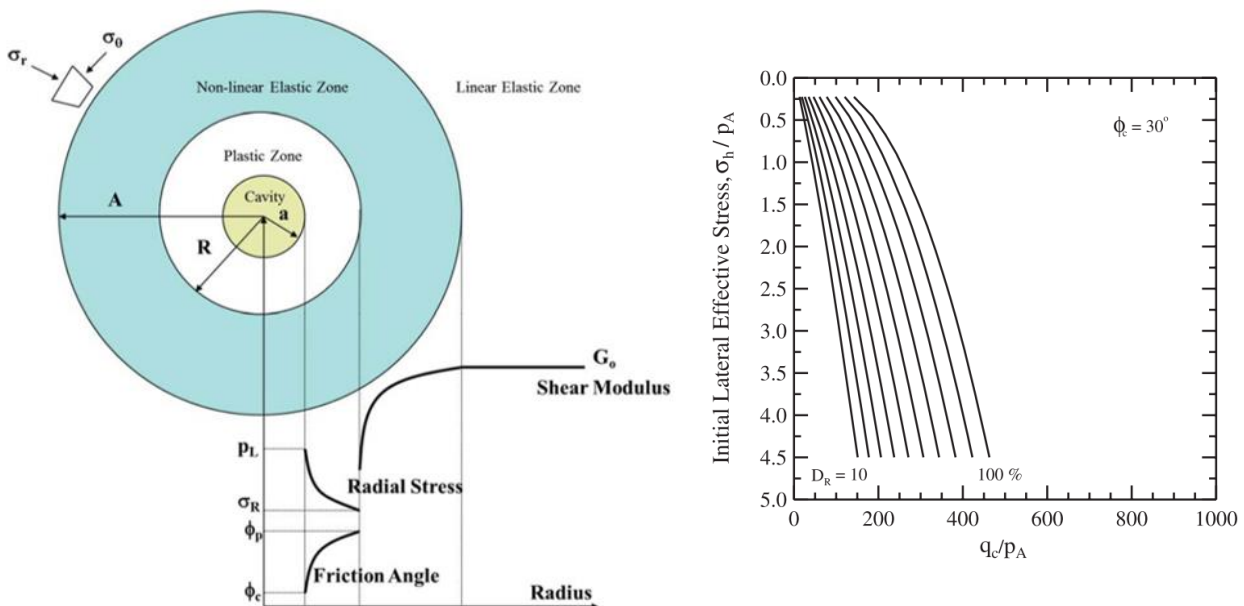 σr
σ0
Non-linear Elastic Zone
Linear Elastic Zone
Plastic Zone
Cavity
A
a
R
Go
Shear Modulus
pL
Radial Stress
σR
ϕp
Friction Angle
ϕc
Radius
Initial Lateral Effective Stress, σh / pA
0.0
0.5
1.0
1.5
2.0
2.5
3.0
3.5
4.0
4.5
5.0
ϕc = 30°
DR = 10
100 %
0 200 400 600 800 1000
qc/pA